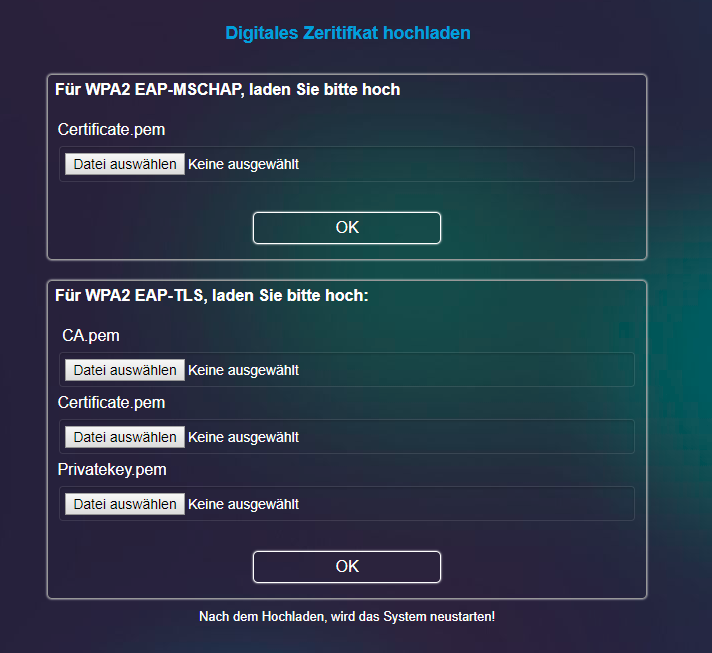 Digitales Zeritifkat hochladen
Für WPA2 EAP-MSCHAP, laden Sie bitte hoch
Certificate.pem
Datei auswählen Keine ausgewählt
OK
Für WPA2 EAP-TLS, laden Sie bitte hoch:
CA.pem
Datei auswählen Keine ausgewählt
Certificate.pem
Datei auswählen Keine ausgewählt
Privatekey.pem
Datei auswählen Keine ausgewählt
OK
Nach dem Hochladen, wird das System neustarten!